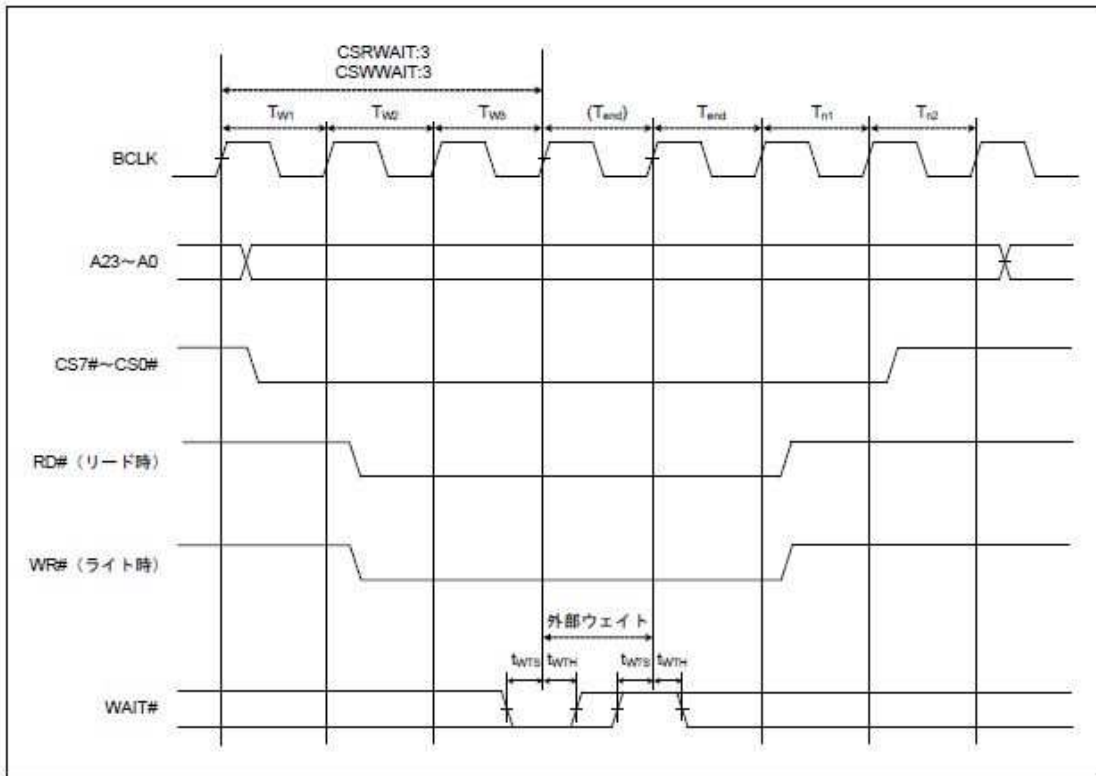 CSRWAIT:3
CSWWAIT:3
TW1 TW2 TW3 (Tend) Tend Tn1 Tn2
BCLK
A23～A0
CS7#～CS0#
RD#（リード時）
WR#（ライト時）
外部ウェイト
tWTS tWTH tWTS tWTH
WAIT#